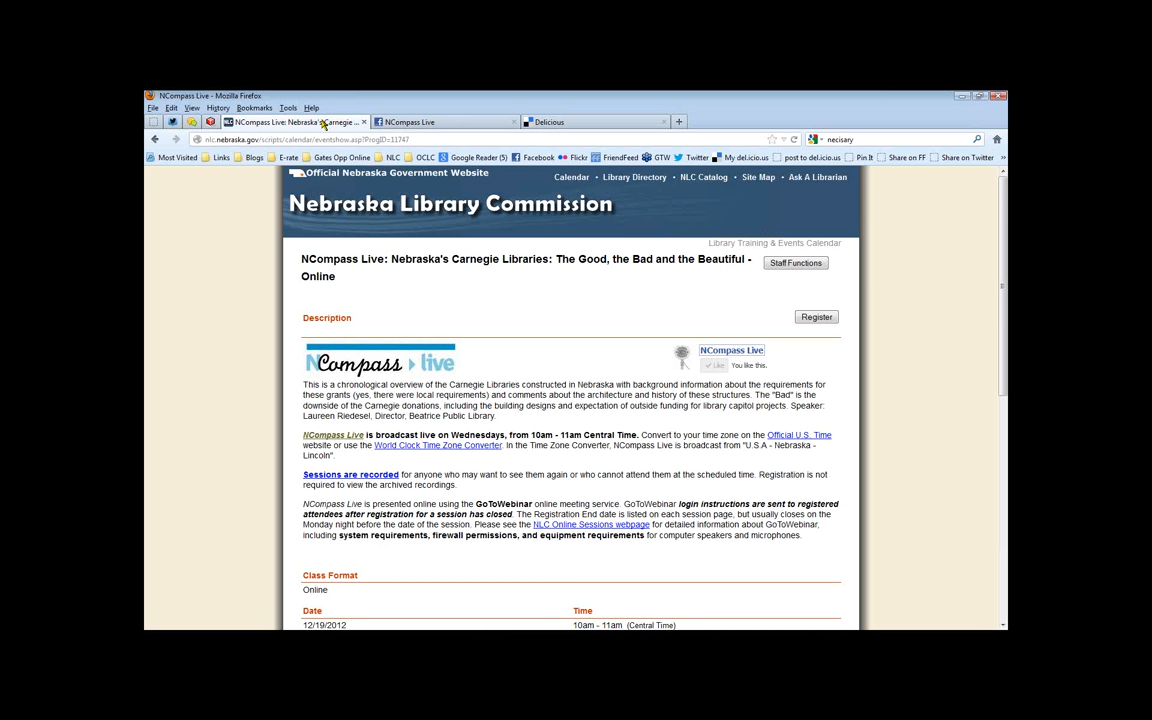 NCompass Live - Mozilla Firefox
File Edit View History Bookmarks Tools Help
NCompass Live: Nebraska's Carnegie ... NCompass Live Delicious
nlc.nebraska.gov/scripts/calendar/eventshow.asp?ProgID=11747 necisary
Most Visited Links Blogs E-rate Gates Opp Online NLC OCLC Google Reader (5) Facebook Flickr FriendFeed GTW Twitter My del.icio.us post to del.icio.us Pin It Share on FF Share on Twitter
Official Nebraska Government Website
Calendar • Library Directory • NLC Catalog • Site Map • Ask A Librarian
Nebraska Library Commission
Library Training & Events Calendar
NCompass Live: Nebraska's Carnegie Libraries: The Good, the Bad and the Beautiful -
Online
Staff Functions
Description
Register
NCompass live
NCompass Live
Like You like this.
This is a chronological overview of the Carnegie Libraries constructed in Nebraska with background information about the requirements for
these grants (yes, there were local requirements) and comments about the architecture and history of these structures. The "Bad" is the
downside of the Carnegie donations, including the building designs and expectation of outside funding for library capitol projects. Speaker:
Laureen Riedesel, Director, Beatrice Public Library.
NCompass Live is broadcast live on Wednesdays, from 10am - 11am Central Time. Convert to your time zone on the Official U.S. Time
website or use the World Clock Time Zone Converter. In the Time Zone Converter, NCompass Live is broadcast from "U.S.A - Nebraska -
Lincoln".
Sessions are recorded for anyone who may want to see them again or who cannot attend them at the scheduled time. Registration is not
required to view the archived recordings.
NCompass Live is presented online using the GoToWebinar online meeting service. GoToWebinar login instructions are sent to registered
attendees after registration for a session has closed. The Registration End date is listed on each session page, but usually closes on the
Monday night before the date of the session. Please see the NLC Online Sessions webpage for detailed information about GoToWebinar,
including system requirements, firewall permissions, and equipment requirements for computer speakers and microphones.
Class Format
Online
Date Time
12/19/2012 10am - 11am (Central Time)